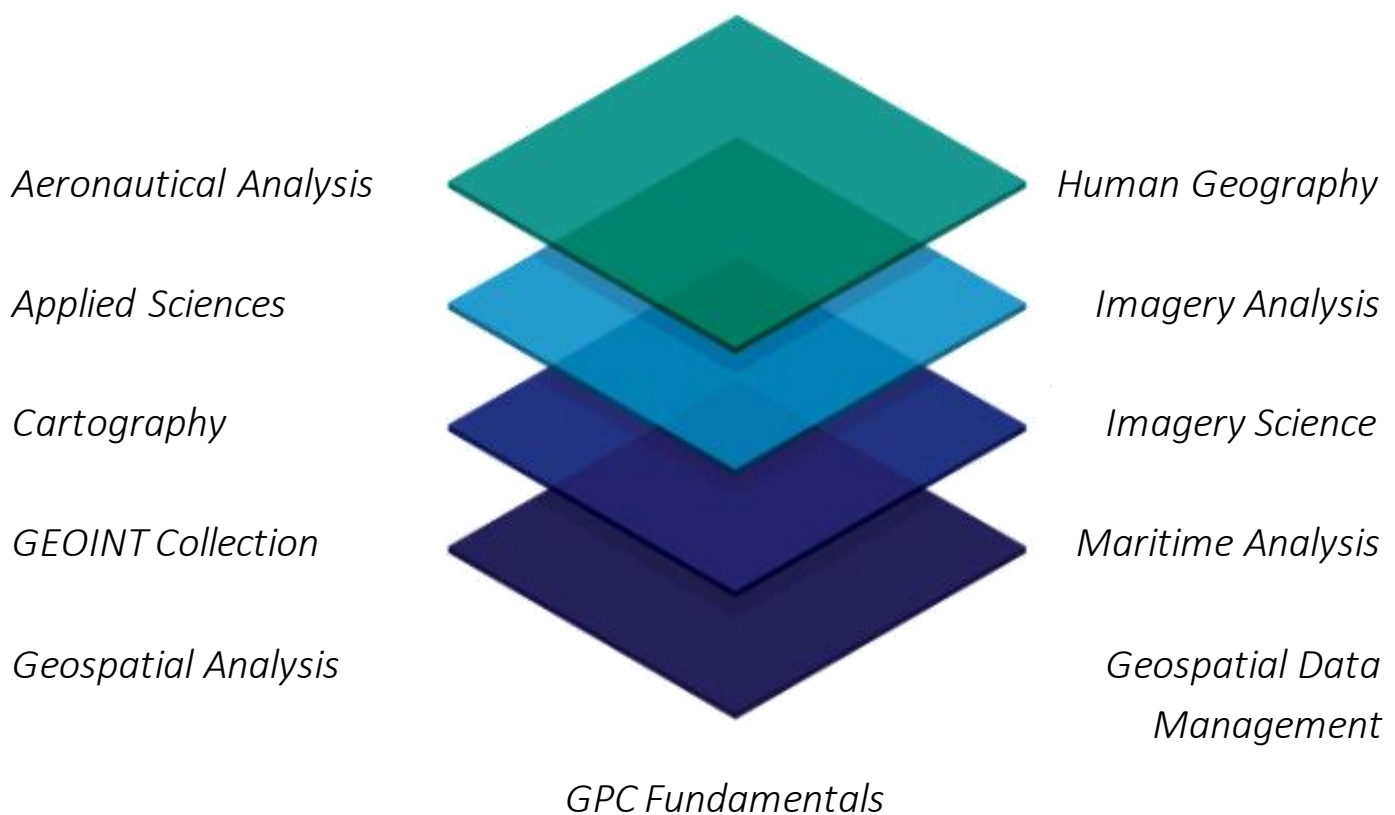 Aeronautical Analysis
Human Geography
Applied Sciences
Imagery Analysis
Cartography
Imagery Science
GEOINT Collection
Maritime Analysis
Geospatial Analysis
Geospatial Data
Management
GPC Fundamentals